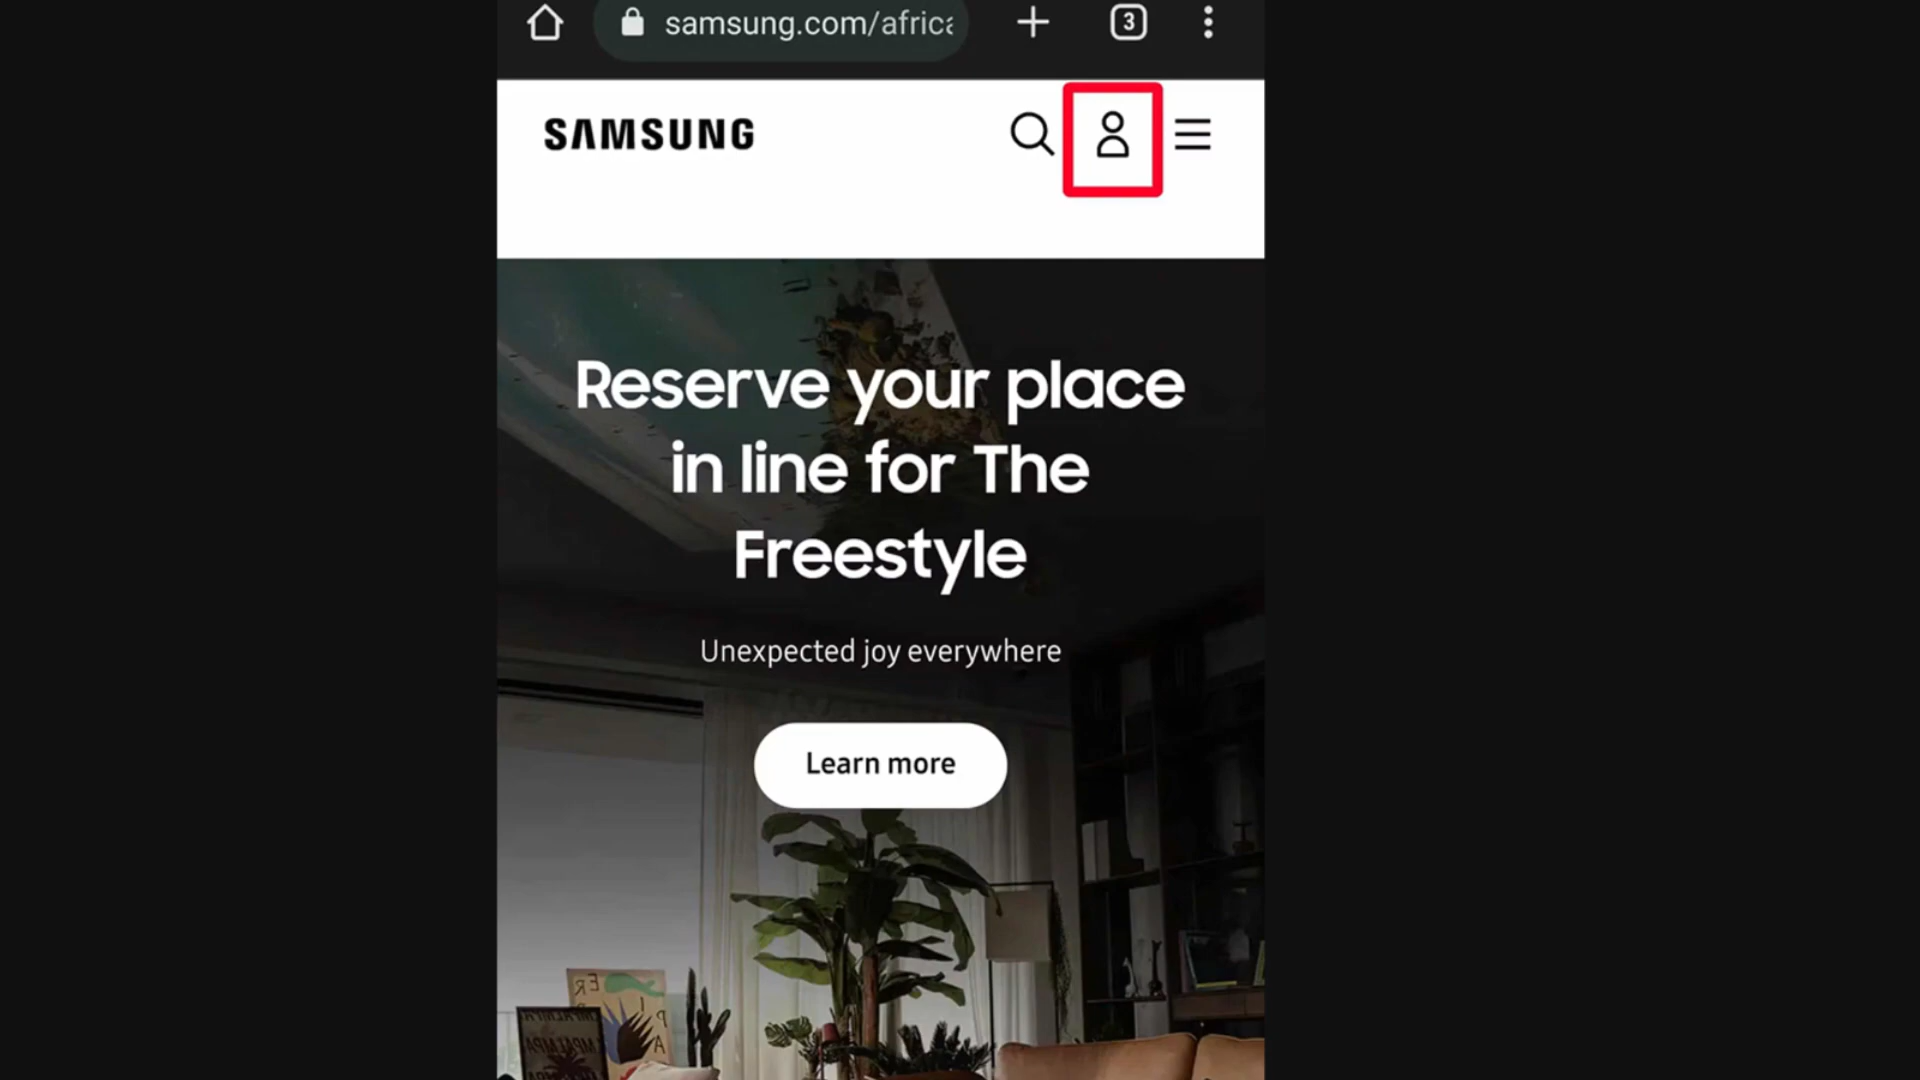 samsung.com/africa
3
SAMSUNG
Reserve your place
in line for The
Freestyle
Unexpected joy everywhere
Learn more